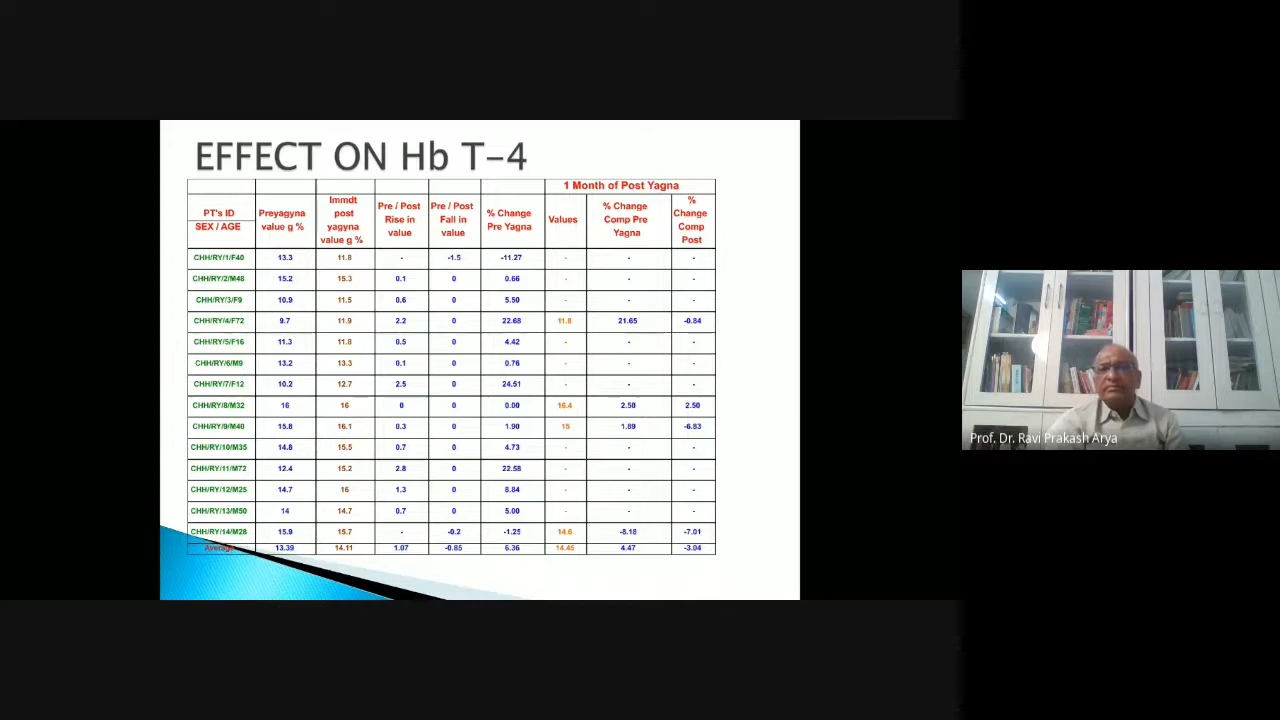 EFFECT ON Hb T-4
1 Month of Post Yagna
PT's ID SEX / AGE Preyagyna value g % Immdt post yagyna value g % Pre / Post Rise in value Pre / Post Fall in value % Change Pre Yagna Values % Change Comp Pre Yagna % Change Comp Post
CHH/RY/1/F40 13.3 11.8 - -1.5 -11.27 - - -
CHH/RY/2/M48 15.2 15.3 0.1 0 0.66 - - -
CHH/RY/3/F9 10.9 11.5 0.6 0 5.50 - - -
CHH/RY/4/F72 9.7 11.9 2.2 0 22.68 11.8 21.65 -0.84
CHH/RY/5/F16 11.3 11.8 0.5 0 4.42 - - -
CHH/RY/6/M9 13.2 13.3 0.1 0 0.76 - - -
CHH/RY/7/F12 10.2 12.7 2.5 0 24.51 - - -
CHH/RY/8/M32 16 16 0 0 0.00 16.4 2.50 2.50
CHH/RY/9/M40 15.8 16.1 0.3 0 1.90 15 1.89 -6.83
CHH/RY/10/M35 14.8 15.5 0.7 0 4.73 - - -
CHH/RY/11/M72 12.4 15.2 2.8 0 22.58 - - -
CHH/RY/12/M25 14.7 16 1.3 0 8.84 - - -
CHH/RY/13/M50 14 14.7 0.7 0 5.00 - - -
CHH/RY/14/M28 15.9 15.7 - -0.2 -1.25 14.6 -8.18 -7.01
Average 13.39 14.11 1.07 -0.85 6.36 14.45 4.47 -3.04
Prof. Dr. Ravi Prakash Arya